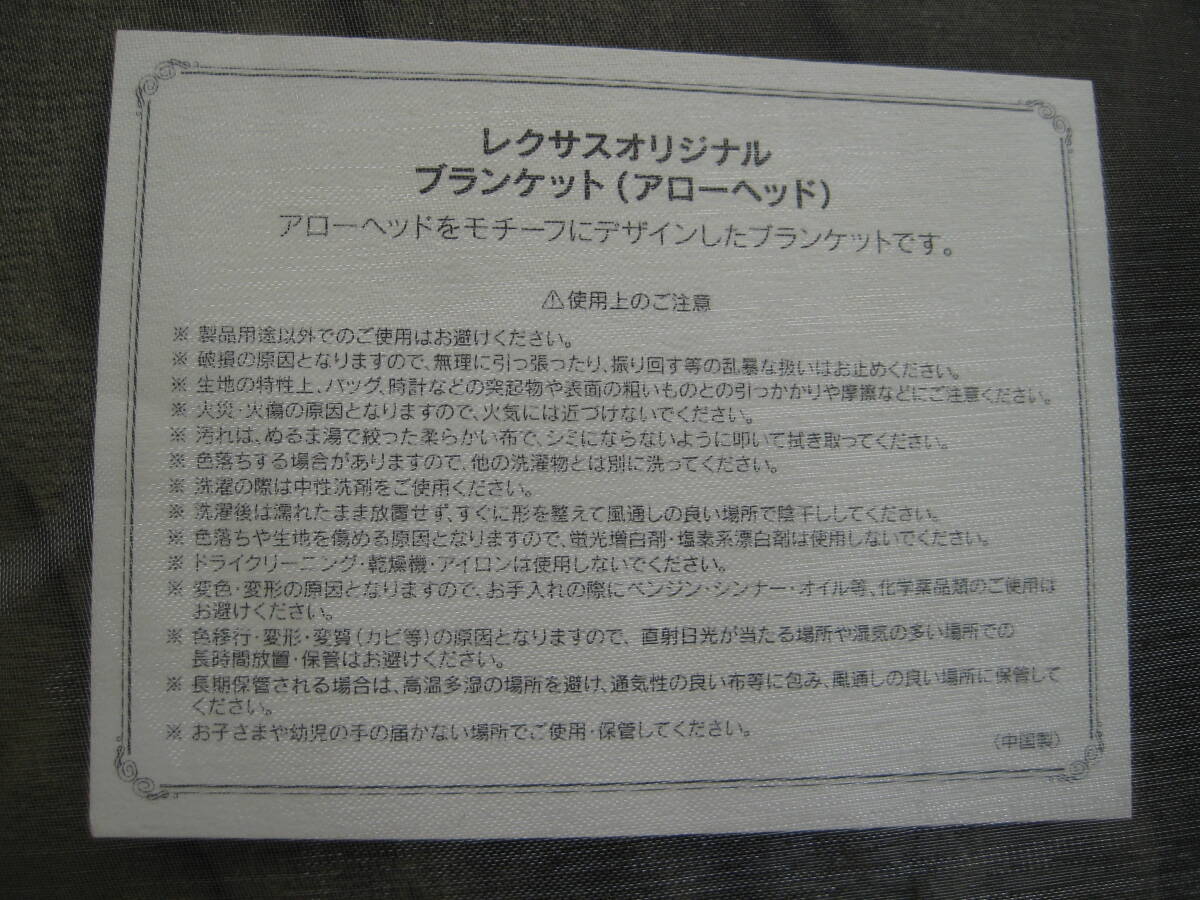 レクサスオリジナル
ブランケット(アローヘッド)
アローヘッドをモチーフにデザインしたブランケットです。
⚠使用上のご注意
※ 製品用途以外でのご使用はお避けください。
※ 破損の原因となりますので、無理に引っ張ったり、振り回す等の乱暴な扱いはお止めください。
※ 生地の特性上、バッグ、時計などの突起物や表面の粗いものとの引っかかりや摩擦などにご注意ください。
※ 火災・火傷の原因となりますので、火気には近づけないでください。
※ 汚れは、ぬるま湯で絞った柔らかい布で、シミにならないように叩いて拭き取ってください。
※ 色落ちする場合がありますので、他の洗濯物とは別に洗ってください。
※ 洗濯の際は中性洗剤をご使用ください。
※ 洗濯後は濡れたまま放置せず、すぐに形を整えて風通しの良い場所で陰干ししてください。
※ 色落ちや生地を傷める原因となりますので、蛍光増白剤・塩素系漂白剤は使用しないでください。
※ ドライクリーニング・乾燥機・アイロンは使用しないでください。
※ 変色・変形の原因となりますので、お手入れの際にベンジン・シンナー・オイル等、化学薬品類のご使用は
お避けください。
※ 色移行・変形・変質(カビ等)の原因となりますので、直射日光が当たる場所や湿気の多い場所での
長時間放置・保管はお避けください。
※ 長期保管される場合は、高温多湿の場所を避け、通気性の良い布等に包み、風通しの良い場所に保管して
ください。
※ お子さまや幼児の手の届かない場所でご使用・保管してください。
(中国製)